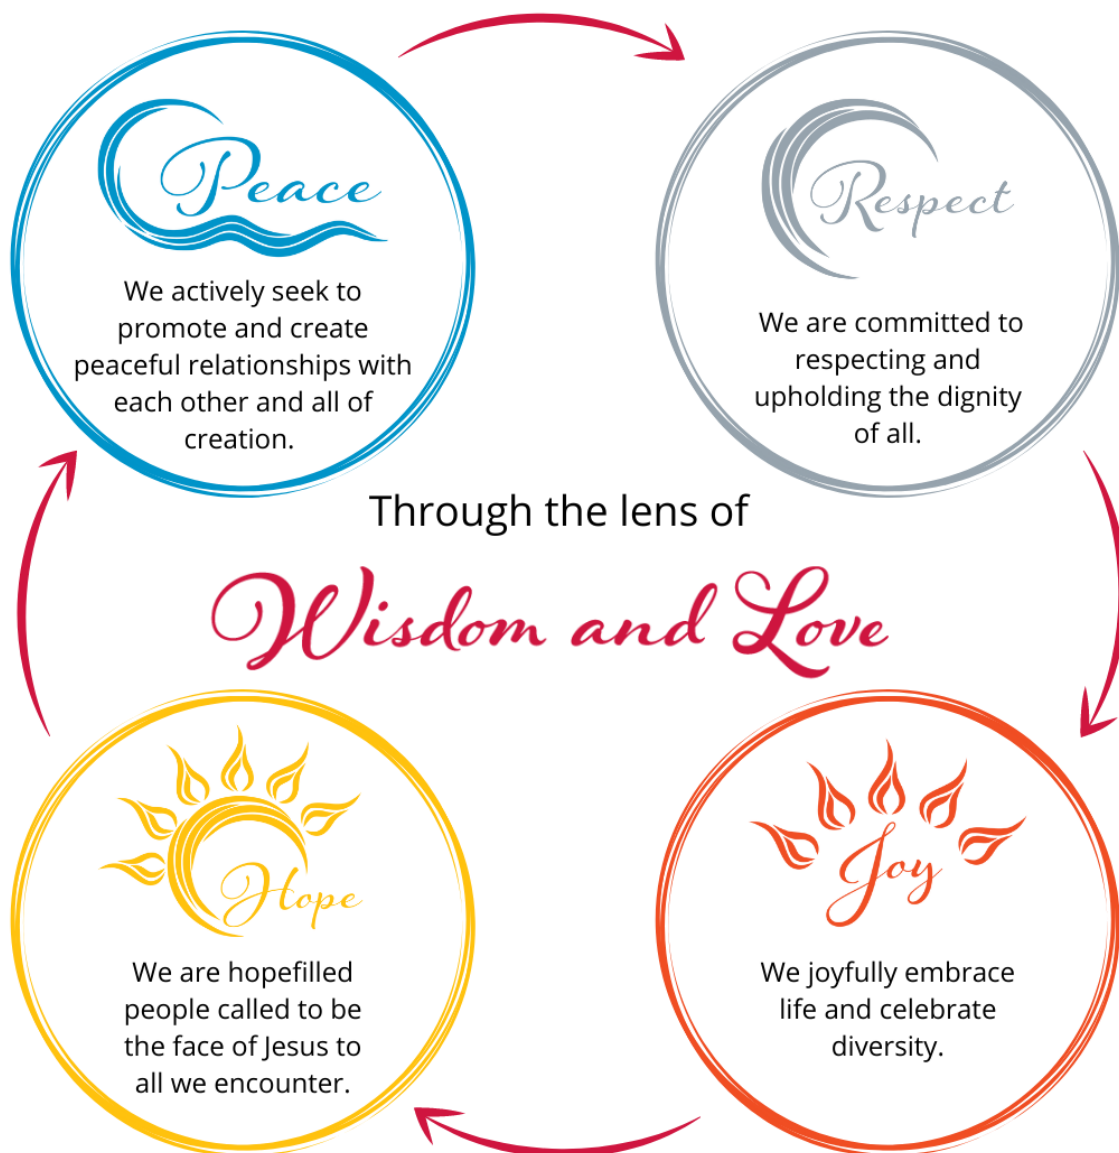 Peace
We actively seek to
promote and create
peaceful relationships with
each other and all of
creation.
Respect
We are committed to
respecting and
upholding the dignity
of all.
Through the lens of
Wisdom and Love
Hope
We are hopefilled
people called to be
the face of Jesus to
all we encounter.
Joy
We joyfully embrace
life and celebrate
diversity.